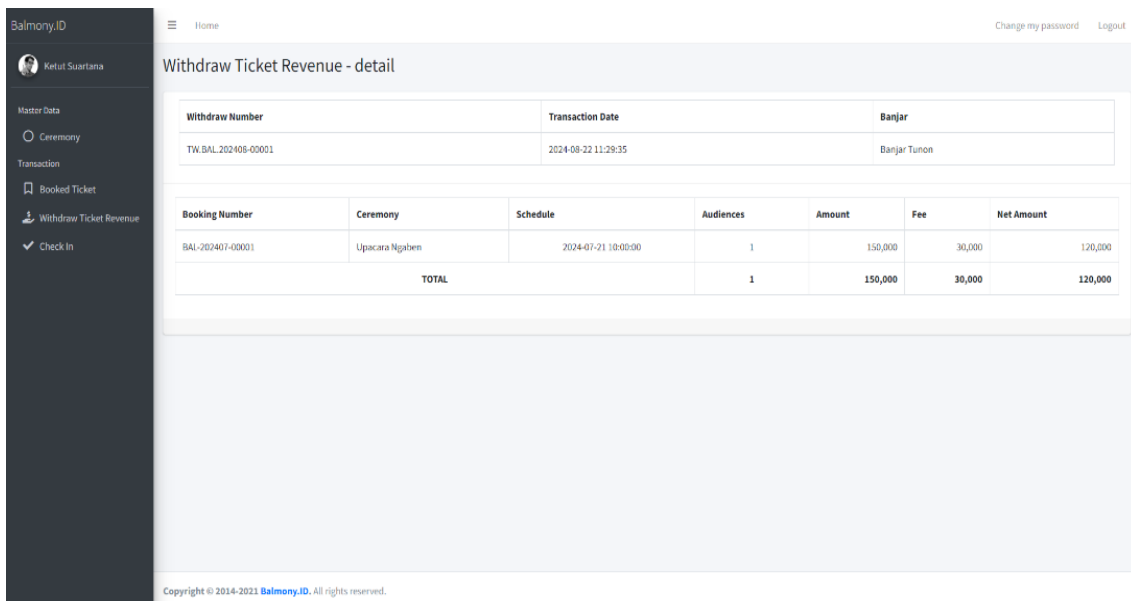 Balmony.ID
Home
Change my password
Logout
Ketut Suartana
Master Data
Ceremony
Transaction
Booked Ticket
Withdraw Ticket Revenue
Check In
Withdraw Ticket Revenue - detail
Withdraw Number Transaction Date Banjar
TW.BAL.202408-00001 2024-08-22 11:29:35 Banjar Tunon
Booking Number Ceremony Schedule Audiences Amount Fee Net Amount
BAL-202407-00001 Upacara Ngaben 2024-07-21 10:00:00 1 150,000 30,000 120,000
TOTAL 1 150,000 30,000 120,000
Copyright © 2014-2021 Balmony.ID. All rights reserved.